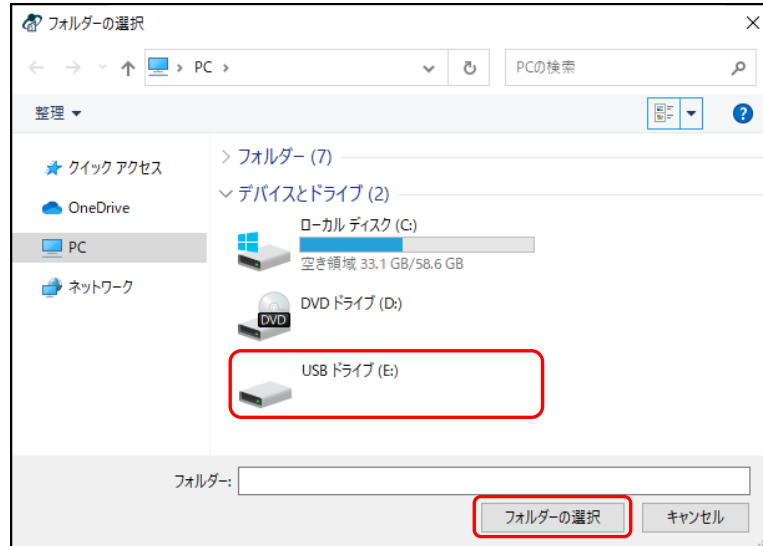 フォルダーの選択
PC
PCの検索
整理
クイック アクセス
OneDrive
PC
ネットワーク
フォルダー (7)
デバイスとドライブ (2)
ローカル ディスク (C:)
空き領域 33.1 GB/58.6 GB
DVD ドライブ (D:)
DVD
USB ドライブ (E:)
フォルダー:
フォルダーの選択
キャンセル